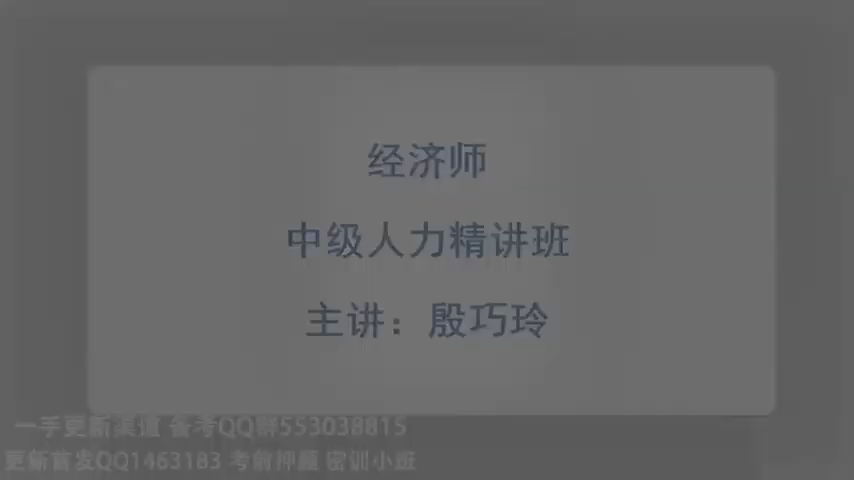 经济师
中级人力精讲班
主讲：殷巧玲
一手更新渠道 备考QQ群553038815
更新首发QQ1463183 考前押题 密训小班